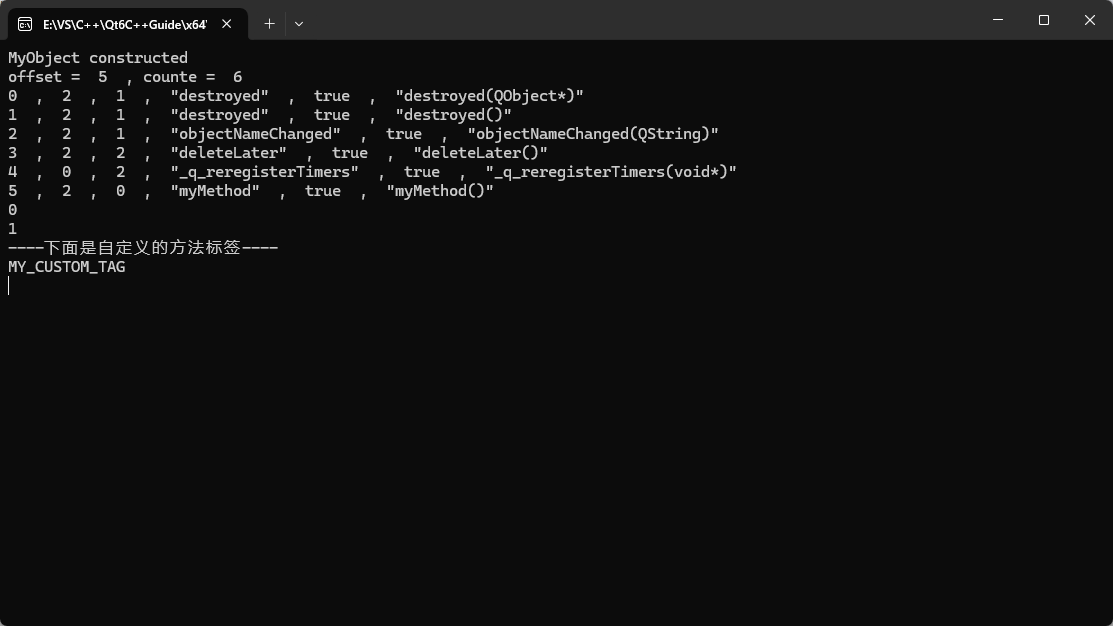 E:\VS\C++\Qt6C++Guide\x64\
MyObject constructed
offset =  5  , counte =  6
0  ,  2  ,  1  ,  "destroyed"  ,  true  ,  "destroyed(QObject*)"
1  ,  2  ,  1  ,  "destroyed"  ,  true  ,  "destroyed()"
2  ,  2  ,  1  ,  "objectNameChanged"  ,  true  ,  "objectNameChanged(QString)"
3  ,  2  ,  2  ,  "deleteLater"  ,  true  ,  "deleteLater()"
4  ,  0  ,  2  ,  "_q_reregisterTimers"  ,  true  ,  "_q_reregisterTimers(void*)"
5  ,  2  ,  0  ,  "myMethod"  ,  true  ,  "myMethod()"
0
1
----下面是自定义的方法标签----
MY_CUSTOM_TAG